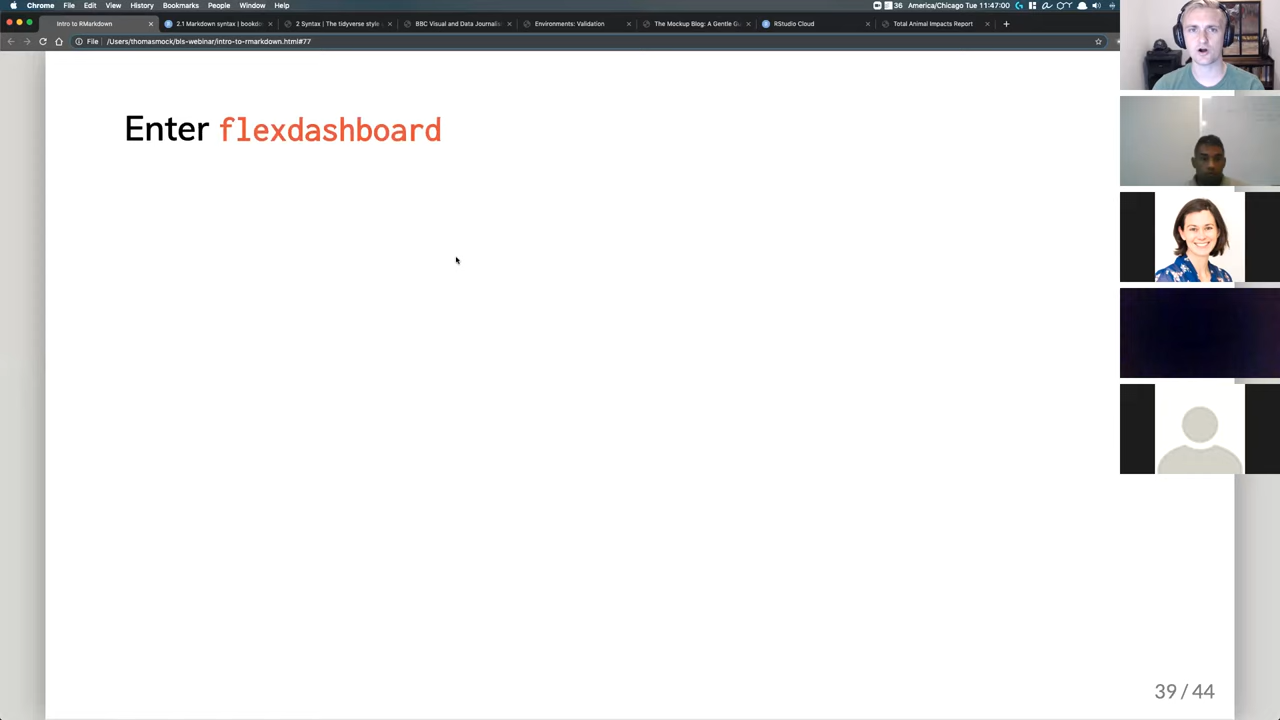 Chrome File Edit View History Bookmarks People Window Help
36 America/Chicago Tue 11:47:00
Intro to RMarkdown
2.1 Markdown syntax | bookdo
2 Syntax | The tidyverse style
BBC Visual and Data Journalis
Environments: Validation
The Mockup Blog: A Gentle Gu
RStudio Cloud
Total Animal Impacts Report
File /Users/thomasmock/bls-webinar/intro-to-rmarkdown.html#77
Enter flexdashboard
39 / 44